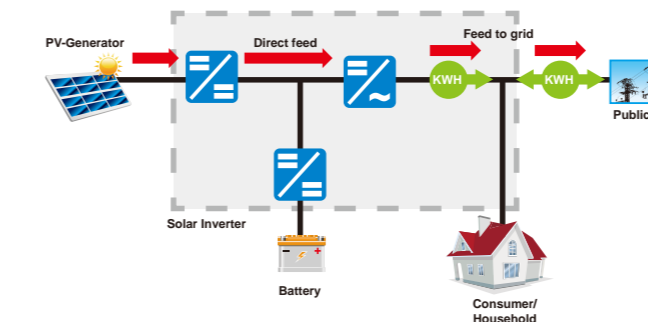 PV-Generator
Direct feed
Feed to grid
KWH
KWH
Public
Solar Inverter
Battery
Consumer/
Household